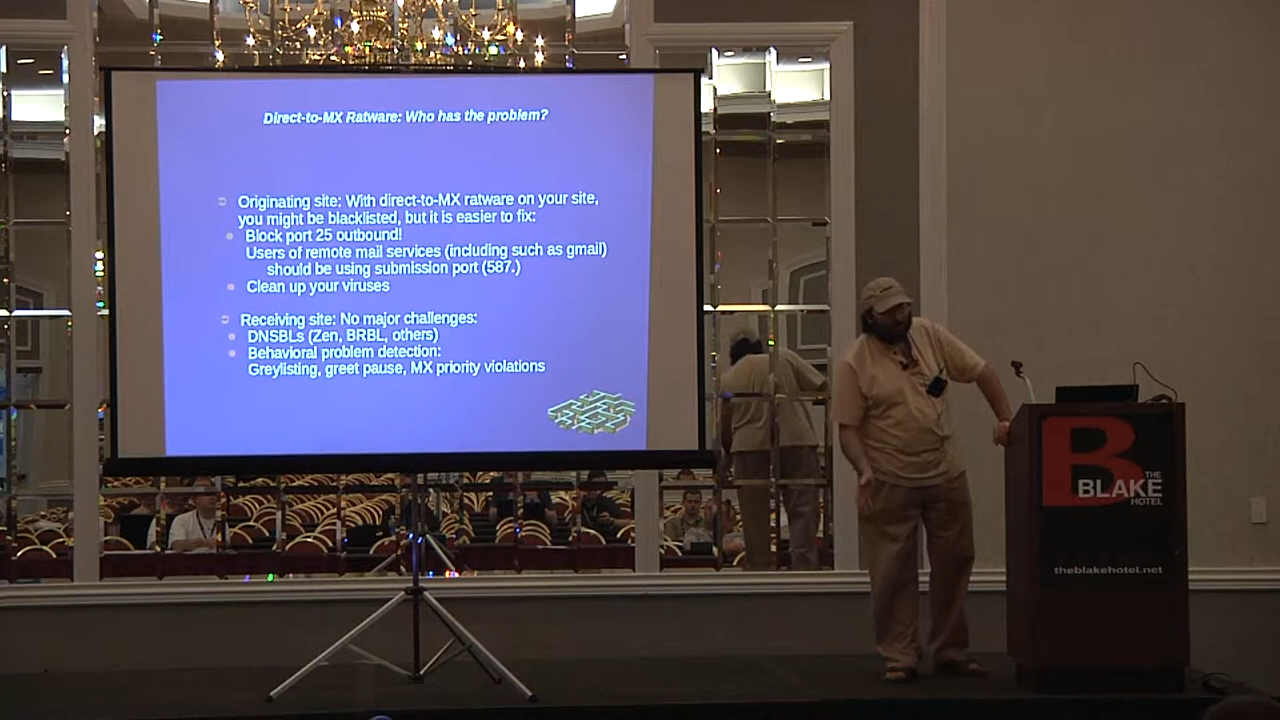 Direct-to-MX Ratware: Who has the problem?
Originating site: With direct-to-MX ratware on your site,
you might be blacklisted, but it is easier to fix:
Block port 25 outbound!
Users of remote mail services (including such as gmail)
should be using submission port (587.)
Clean up your viruses
Receiving site: No major challenges:
DNSBLs (Zen, BRBL, others)
Behavioral problem detection:
Greylisting, greet pause, MX priority violations
B
THE
BLAKE
HOTEL
theblakehotel.net